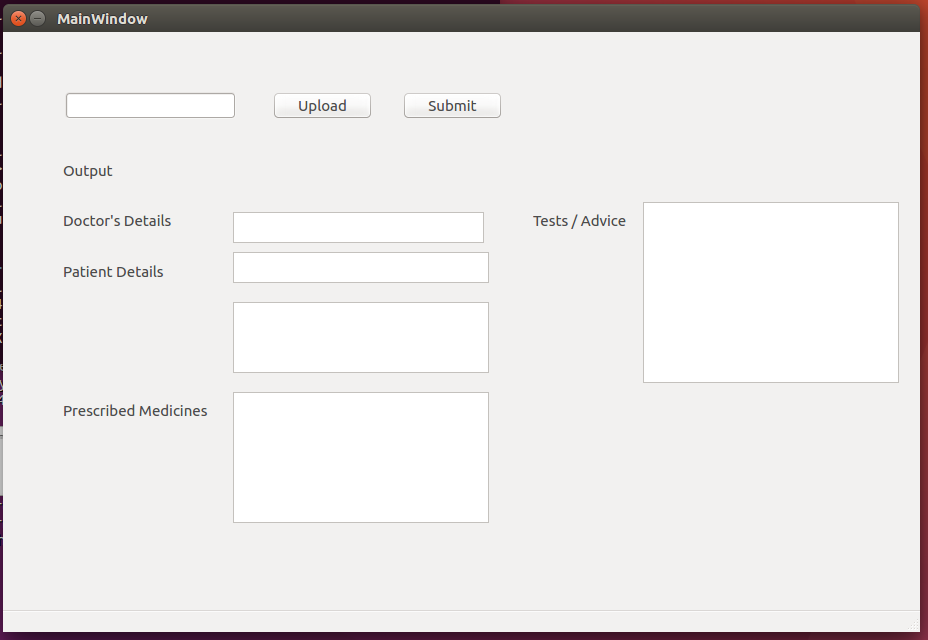 MainWindow
Upload
Submit
Output
Doctor's Details
Tests / Advice
Patient Details
Prescribed Medicines